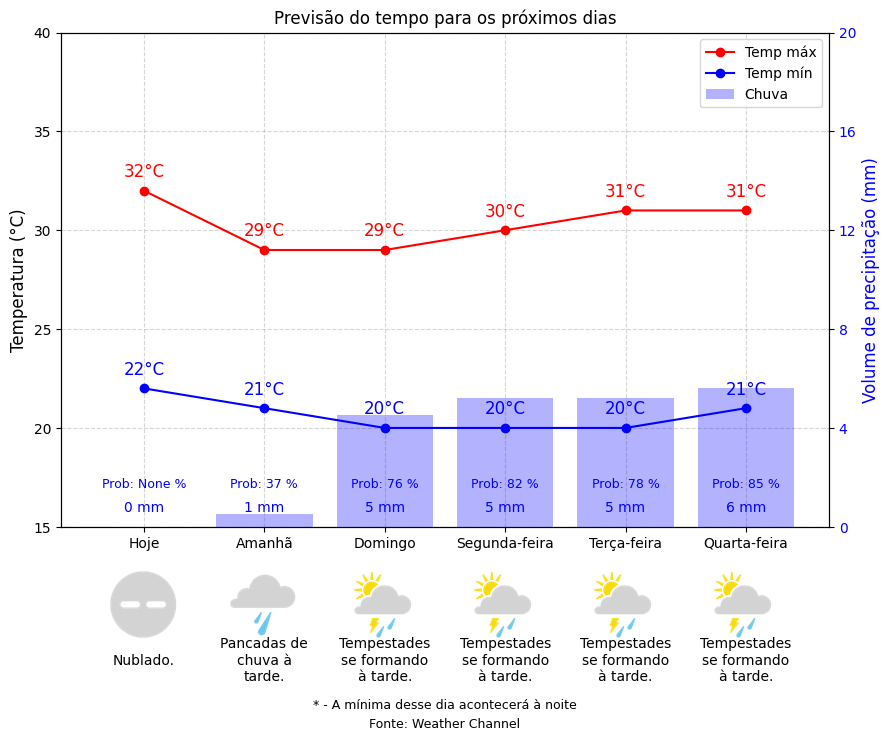 Previsão do tempo para os próximos dias
40
35
30
25
20
15
Temperatura (°C)
20
16
12
8
4
0
Volume de precipitação (mm)
Temp máx
Temp mín
Chuva
32°C
29°C
29°C
30°C
31°C
31°C
22°C
21°C
20°C
20°C
20°C
21°C
Prob: None %
Prob: 37 %
Prob: 76 %
Prob: 82 %
Prob: 78 %
Prob: 85 %
0 mm
1 mm
5 mm
5 mm
5 mm
6 mm
Hoje
Amanhã
Domingo
Segunda-feira
Terça-feira
Quarta-feira
Nublado.
Pancadas de
chuva à
tarde.
Tempestades
se formando
à tarde.
Tempestades
se formando
à tarde.
Tempestades
se formando
à tarde.
Tempestades
se formando
à tarde.
* - A mínima desse dia acontecerá à noite
Fonte: Weather Channel